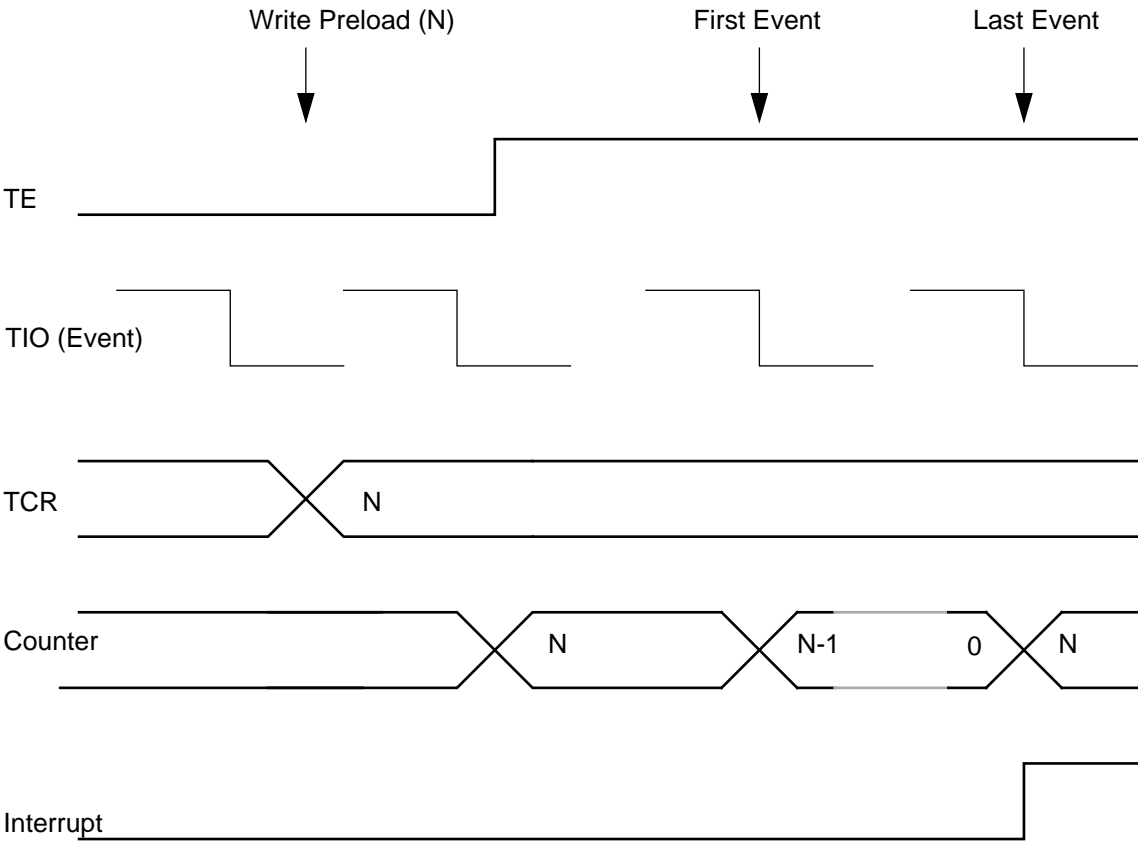 Write Preload (N)
First Event
Last Event
TE
TIO (Event)
TCR
N
Counter
N
N-1
0
N
Interrupt